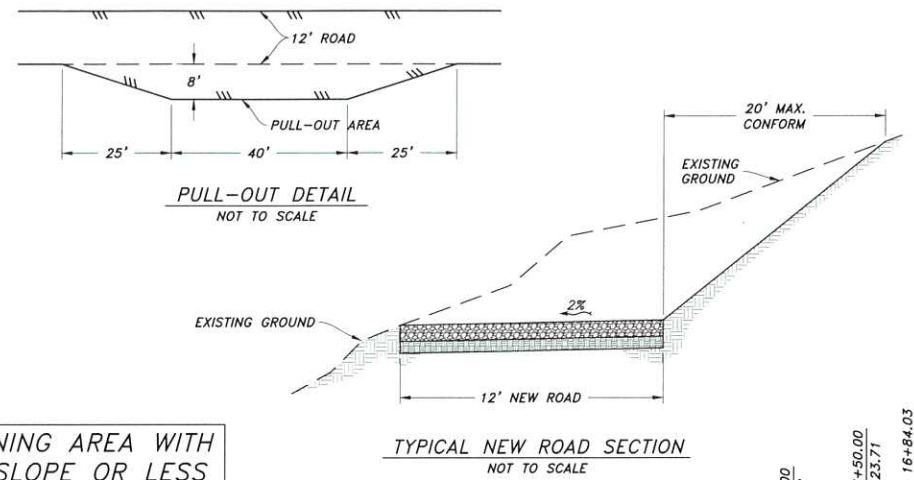 12' ROAD
8'
PULL-OUT AREA
25'
40'
25'
PULL-OUT DETAIL
NOT TO SCALE
20' MAX.
CONFORM
EXISTING
GROUND
2%
EXISTING GROUND
12' NEW ROAD
TYPICAL NEW ROAD SECTION
NOT TO SCALE
AREA WITH
SLOPE OR LESS
+50.00
23.71
16+84.03